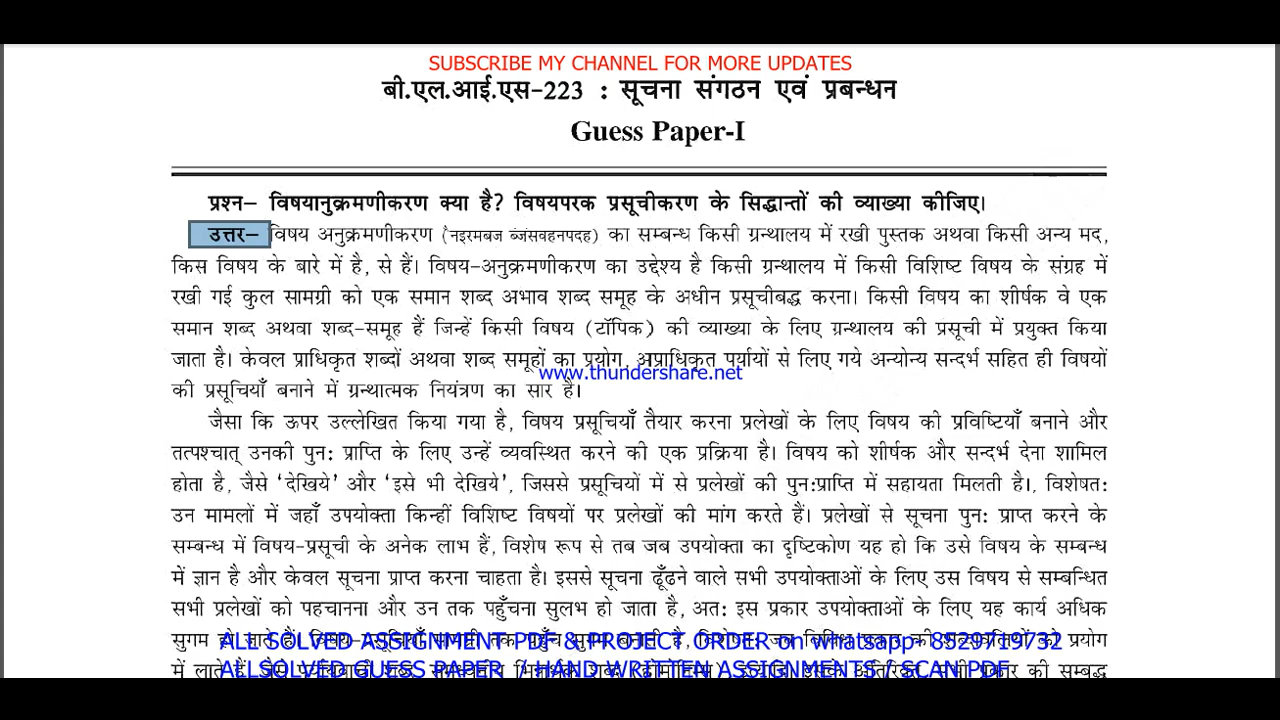 SUBSCRIBE MY CHANNEL FOR MORE UPDATES
बी.एल.आई.एस-223 : सूचना संगठन एवं प्रबन्धन
Guess Paper-I
प्रश्न– विषयानुक्रमणीकरण क्या है? विषयपरक प्रसूचीकरण के सिद्धान्तों की व्याख्या कीजिए।
उत्तर– विषय अनुक्रमणीकरण का सम्बन्ध किसी ग्रन्थालय में रखी पुस्तक अथवा किसी अन्य मद,
किस विषय के बारे में है, से हैं। विषय-अनुक्रमणीकरण का उद्देश्य है किसी ग्रन्थालय में किसी विशिष्ट विषय के संग्रह में
रखी गई कुल सामग्री को एक समान शब्द अभाव शब्द समूह के अधीन प्रसूचीबद्ध करना। किसी विषय का शीर्षक वे एक
समान शब्द अथवा शब्द-समूह हैं जिन्हें किसी विषय (टॉपिक) की व्याख्या के लिए ग्रन्थालय की प्रसूची में प्रयुक्त किया
जाता है। केवल प्राधिकृत शब्दों अथवा शब्द समूहों का प्रयोग, अप्राधिकृत पर्यायों से लिए गये अन्योन्य सन्दर्भ सहित ही विषयों
www.thundershare.net
की प्रसूचियाँ बनाने में ग्रन्थात्मक नियंत्रण का सार है।
जैसा कि ऊपर उल्लेखित किया गया है, विषय प्रसूचियाँ तैयार करना प्रलेखों के लिए विषय को प्रविष्टियाँ बनाने और
तत्पश्चात् उनकी पुन: प्राप्ति के लिए उन्हें व्यवस्थित करने की एक प्रक्रिया है। विषय को शीर्षक और सन्दर्भ देना शामिल
होता है, जैसे ‘देखिये’ और ‘इसे भी देखिये’, जिससे प्रसूचियों में से प्रलेखों की पुन:प्राप्ति में सहायता मिलती है।, विशेषत:
उन मामलों में जहाँ उपयोक्ता किन्हीं विशिष्ट विषयों पर प्रलेखों की मांग करते हैं। प्रलेखों से सूचना पुन: प्राप्त करने के
सम्बन्ध में विषय-प्रसूची के अनेक लाभ हैं, विशेष रूप से तब जब उपयोक्ता का दृष्टिकोण यह हो कि उसे विषय के सम्बन्ध
में ज्ञान है और केवल सूचना प्राप्त करना चाहता है। इससे सूचना ढूँढने वाले सभी उपयोक्ताओं के लिए उस विषय से सम्बन्धित
सभी प्रलेखों को पहचानना और उन तक पहुँचना सुलभ हो जाता है, अत: इस प्रकार उपयोक्ताओं के लिए यह कार्य अधिक
सुगम हो जाते हैं। प्रयोग
ALL SOLVED ASSIGNMENT PDF & PROJECT ORDER on whatsapp- 8529719732
में लाते की सम्बद्ध
ALLSOLVED GUESS PAPER / HAND WRITTEN ASSIGNMENTS / SCAN PDF